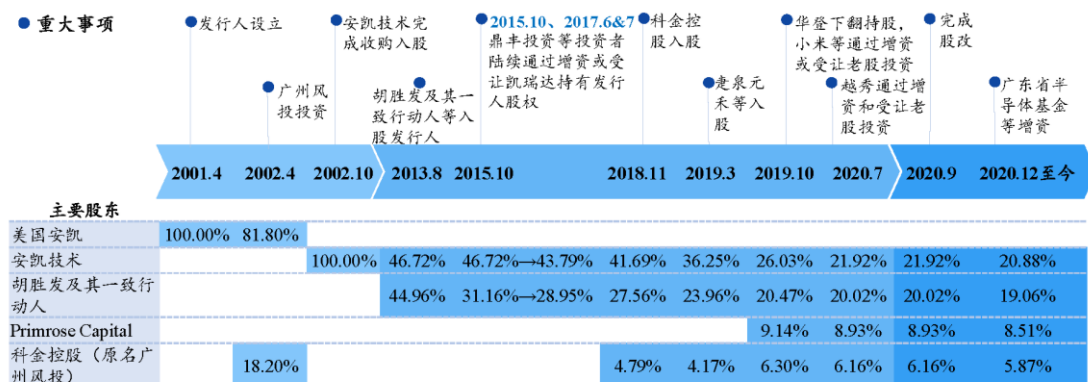 重大事项
发行人设立
广州风
投投资
安凯技术完
成收购入股
胡胜发及其一
致行动人等入
股发行人
2015.10、2017.6&7
鼎丰投资等投资者
陆续通过增资或受
让凯瑞达持有发行
人股权
科金控
股入股
疌泉元
禾等入
股
华登下翻持股，
小米等通过增资
或受让老股投资
越秀通过增
资和受让老
股投资
完成
股改
广东省半
导体基金
等增资
2001.4 2002.4 2002.10 2013.8 2015.10 2018.11 2019.3 2019.10 2020.7 2020.9 2020.12至今
主要股东
美国安凯 100.00% 81.80%
安凯技术 100.00% 46.72% 46.72%→43.79% 41.69% 36.25% 26.03% 21.92% 21.92% 20.88%
胡胜发及其一致行
动人 44.96% 31.16%→28.95% 27.56% 23.96% 20.47% 20.02% 20.02% 19.06%
Primrose Capital 9.14% 8.93% 8.93% 8.51%
科金控股（原名广
州风投） 18.20% 4.79% 4.17% 6.30% 6.16% 6.16% 5.87%